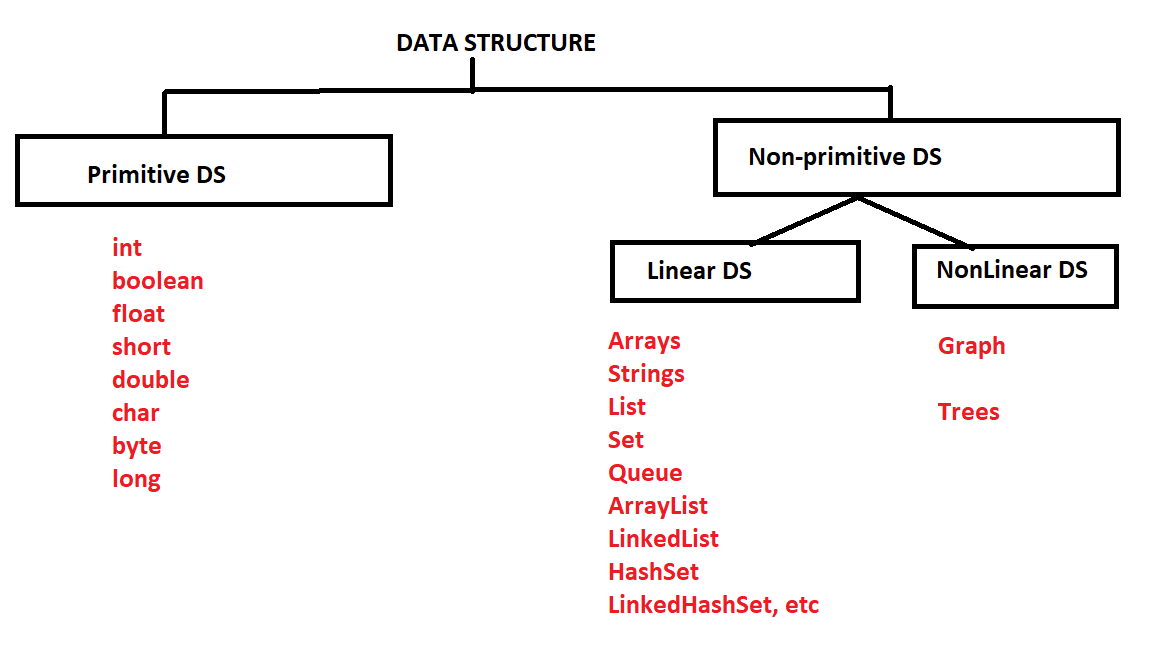 DATA STRUCTURE
Primitive DS
int
boolean
float
short
double
char
byte
long
Non-primitive DS
Linear DS
Arrays
Strings
List
Set
Queue
ArrayList
LinkedList
HashSet
LinkedHashSet, etc
NonLinear DS
Graph
Trees